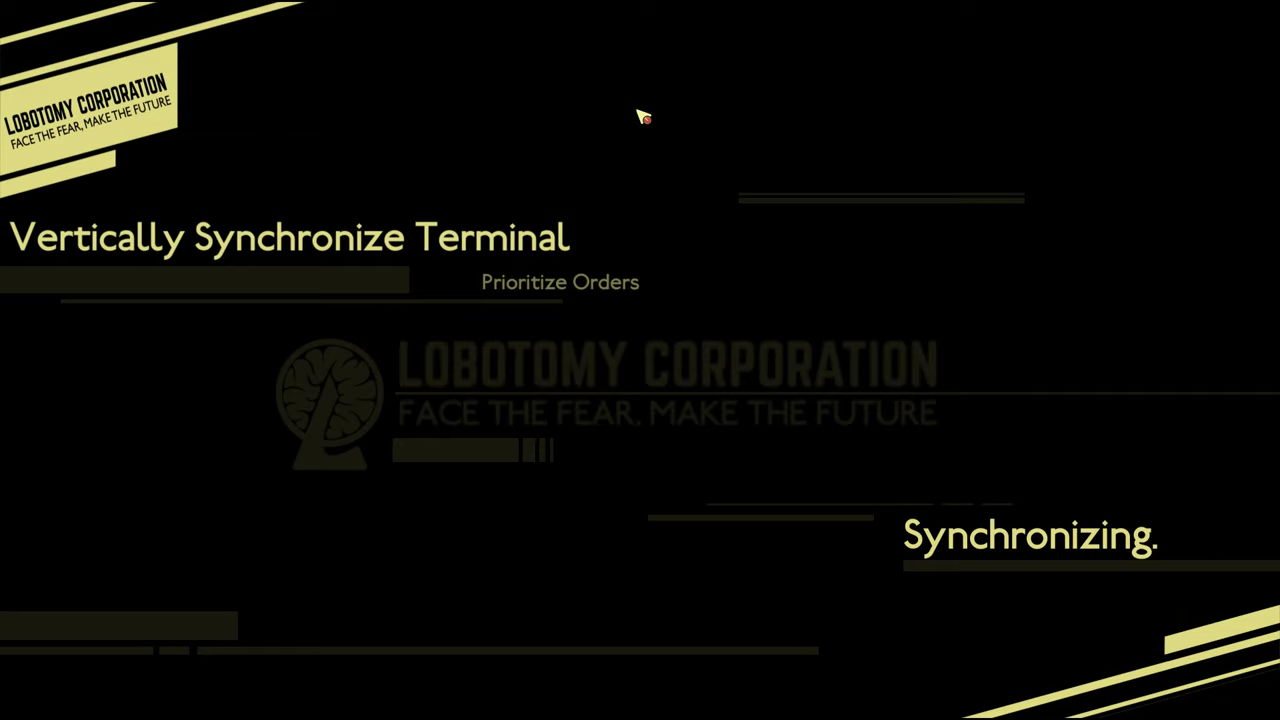 LOBOTOMY CORPORATION
FACE THE FEAR, MAKE THE FUTURE
Vertically Synchronize Terminal
Prioritize Orders
LOBOTOMY CORPORATION
FACE THE FEAR, MAKE THE FUTURE
Synchronizing.